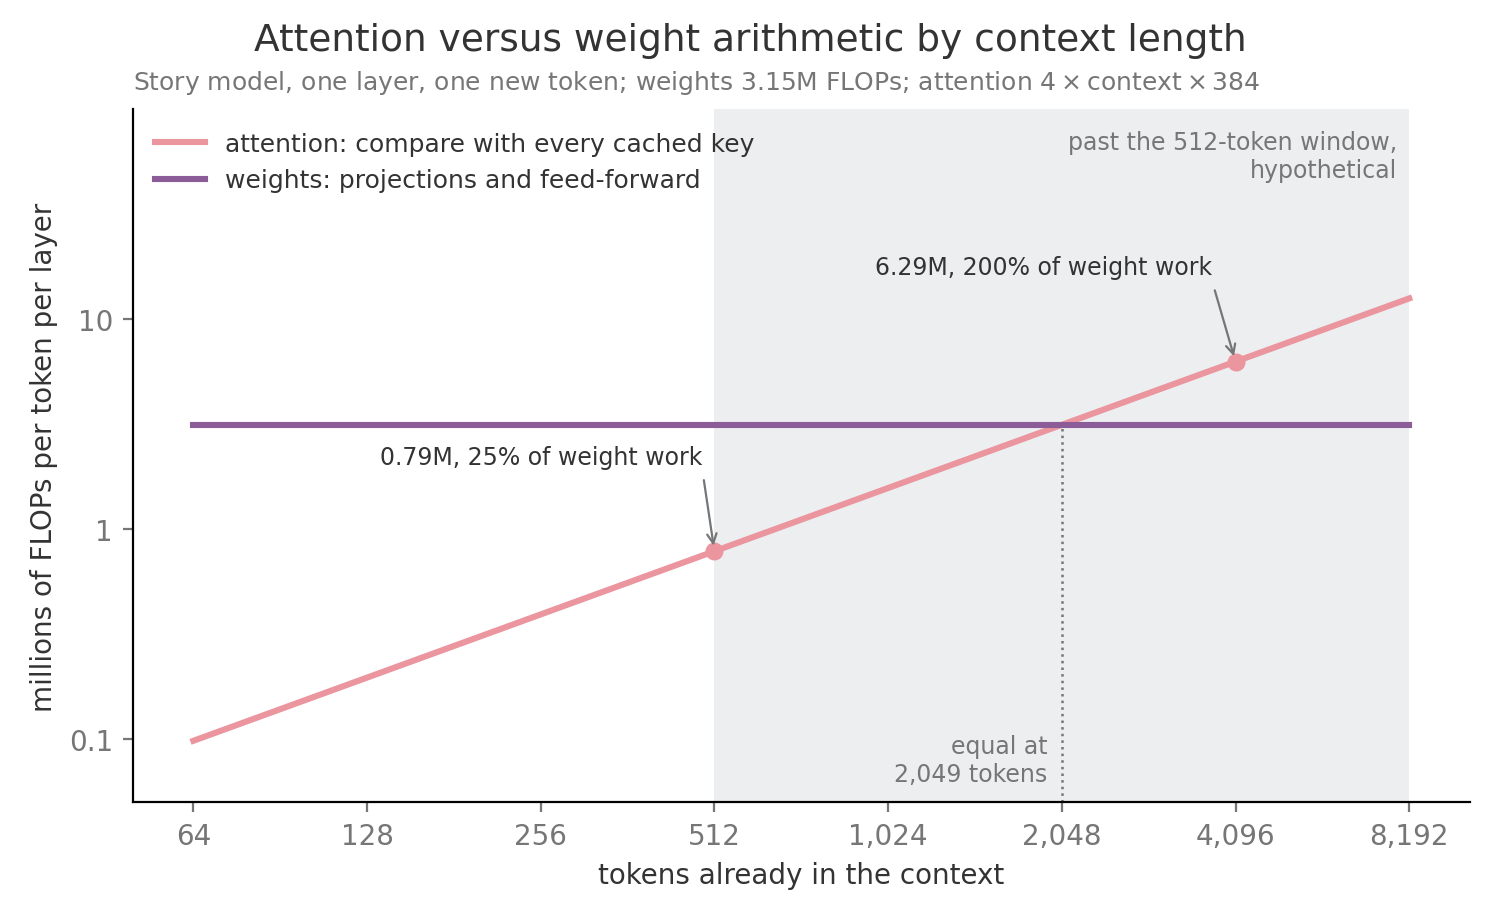 Attention versus weight arithmetic by context length
Story model, one layer, one new token; weights 3.15M FLOPs; attention 4 × context × 384
attention: compare with every cached key
weights: projections and feed-forward
past the 512-token window,
hypothetical
6.29M, 200% of weight work
0.79M, 25% of weight work
equal at
2,049 tokens
millions of FLOPs per token per layer
10
1
0.1
64
128
256
512
1,024
2,048
4,096
8,192
tokens already in the context